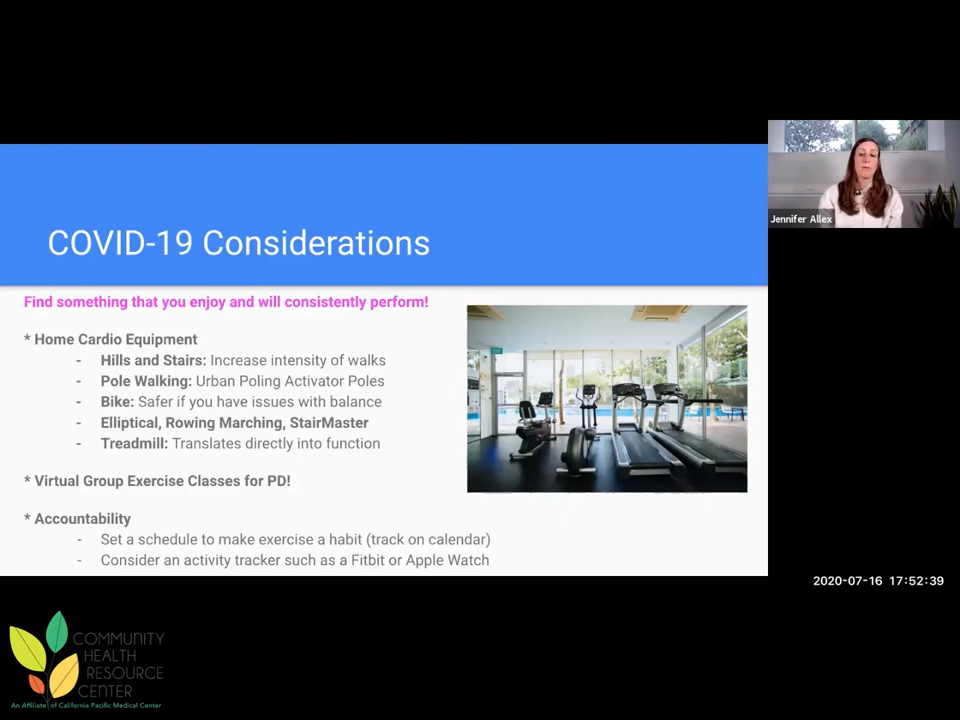 COVID-19 Considerations
Find something that you enjoy and will consistently perform!
* Home Cardio Equipment
- Hills and Stairs: Increase intensity of walks
- Pole Walking: Urban Poling Activator Poles
- Bike: Safer if you have issues with balance
- Elliptical, Rowing Marching, StairMaster
- Treadmill: Translates directly into function
* Virtual Group Exercise Classes for PD!
* Accountability
- Set a schedule to make exercise a habit (track on calendar)
- Consider an activity tracker such as a Fitbit or Apple Watch
Jennifer Allex
2020-07-16 17:52:39
COMMUNITY
HEALTH
RESOURCE
CENTER
An Affiliate of California Pacific Medical Center